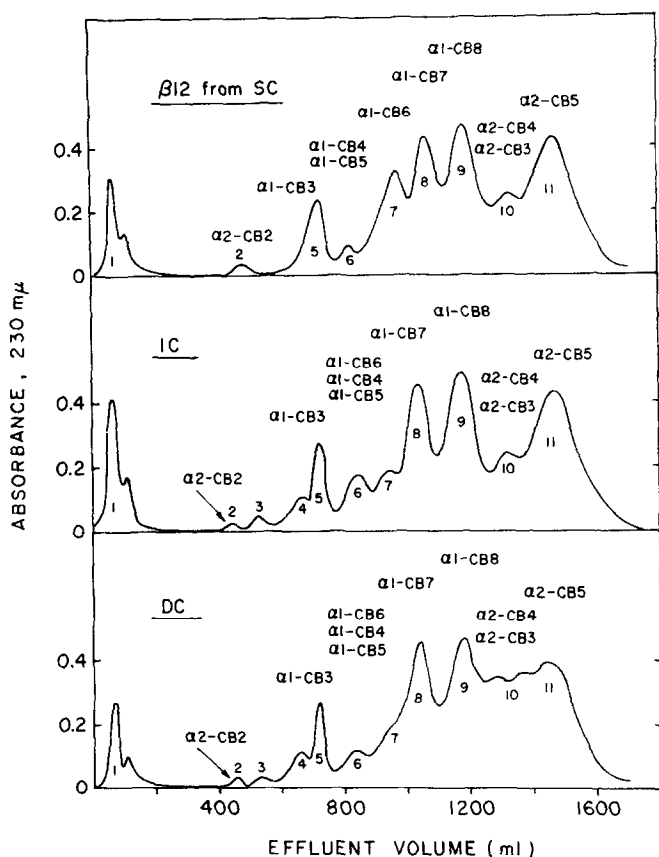 ABSORBANCE, 230 mμ
β12 from SC
α1-CB8
α1-CB7
α1-CB6
α2-CB5
α1-CB4
α1-CB5
α2-CB4
α2-CB3
α1-CB3
α2-CB2
0.4
0.2
0
1
2
5
6
7
8
9
10
11
IC
α1-CB8
α1-CB7
α2-CB5
α1-CB6
α1-CB4
α1-CB5
α2-CB4
α2-CB3
α1-CB3
α2-CB2
0.4
0.2
0
1
2
3
4
5
6
7
8
9
10
11
DC
α1-CB8
α1-CB7
α2-CB5
α1-CB6
α1-CB4
α1-CB5
α2-CB4
α2-CB3
α1-CB3
α2-CB2
0.4
0.2
0
1
2
3
4
5
6
7
8
9
10
11
400
800
1200
1600
EFFLUENT VOLUME (ml)